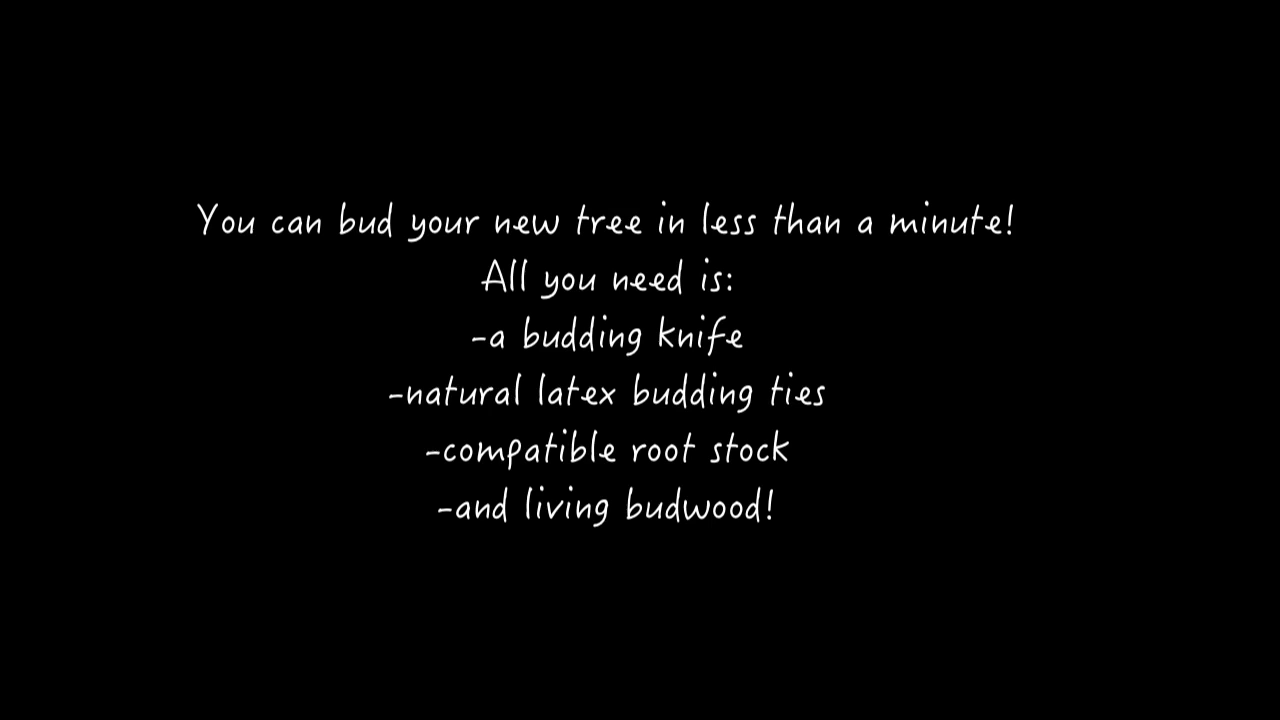 You can bud your new tree in less than a minute!
All you need is:
-a budding knife
-natural latex budding ties
-compatible root stock
-and living budwood!